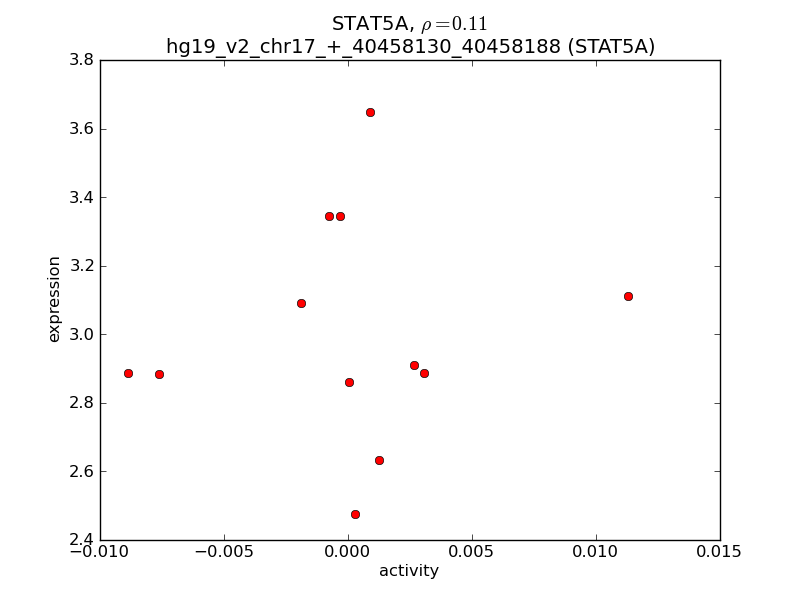 STAT5A, ρ=0.11
hg19_v2_chr17_+_40458130_40458188 (STAT5A)
3.8
3.6
3.4
3.2
3.0
2.8
2.6
2.4
expression
−0.010 −0.005 0.000 0.005 0.010 0.015
activity